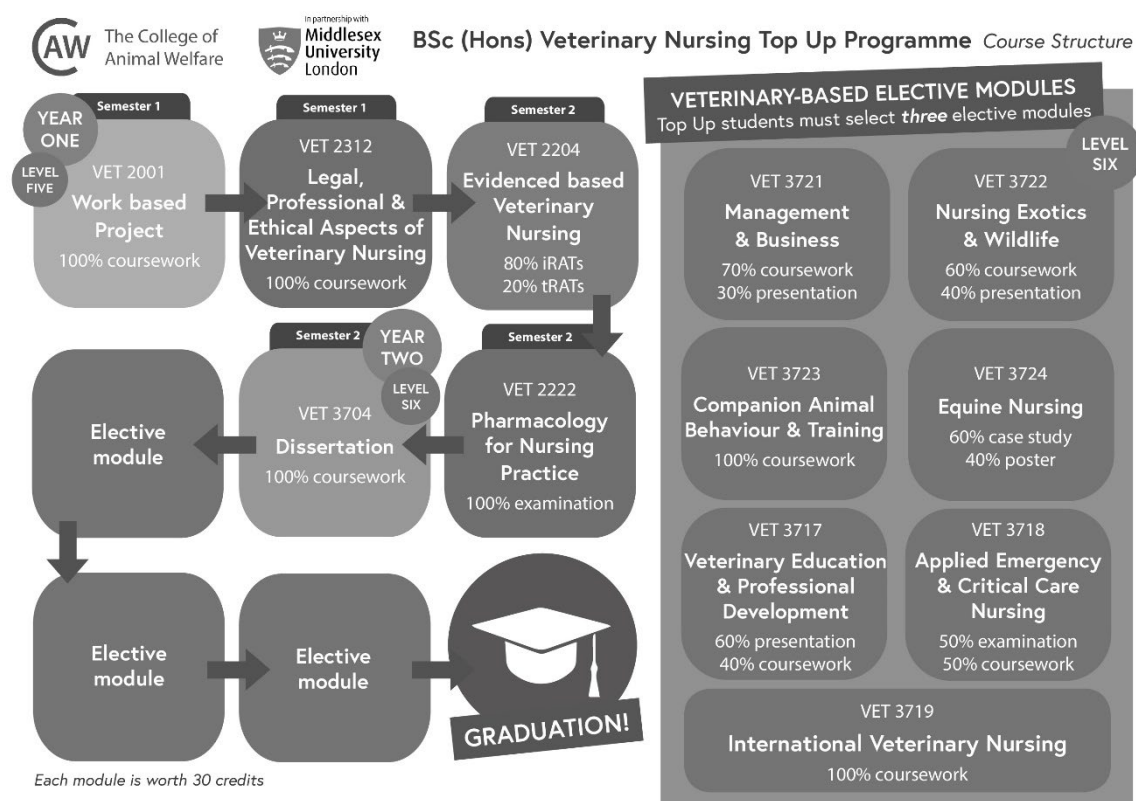 CAW
The College of
Animal Welfare
in partnership with
Middlesex
University
London
BSc (Hons) Veterinary Nursing Top Up Programme Course Structure
YEAR
ONE
LEVEL
FIVE
Semester 1
VET 2001
Work based
Project
100% coursework
Semester 1
VET 2312
Legal,
Professional &
Ethical Aspects of
Veterinary Nursing
100% coursework
Semester 2
VET 2204
Evidenced based
Veterinary
Nursing
80% iRATs
20% tRATs
Semester 2
VET 2222
Pharmacology
for Nursing
Practice
100% examination
YEAR
TWO
LEVEL
SIX
Semester 2
VET 3704
Dissertation
100% coursework
Elective
module
Elective
module
Elective
module
GRADUATION!
Each module is worth 30 credits
VETERINARY-BASED ELECTIVE MODULES
Top Up students must select three elective modules
LEVEL
SIX
VET 3721
Management
& Business
70% coursework
30% presentation
VET 3722
Nursing Exotics
& Wildlife
60% coursework
40% presentation
VET 3723
Companion Animal
Behaviour & Training
100% coursework
VET 3724
Equine Nursing
60% case study
40% poster
VET 3717
Veterinary Education
& Professional
Development
60% presentation
40% coursework
VET 3718
Applied Emergency
& Critical Care
Nursing
50% examination
50% coursework
VET 3719
International Veterinary Nursing
100% coursework